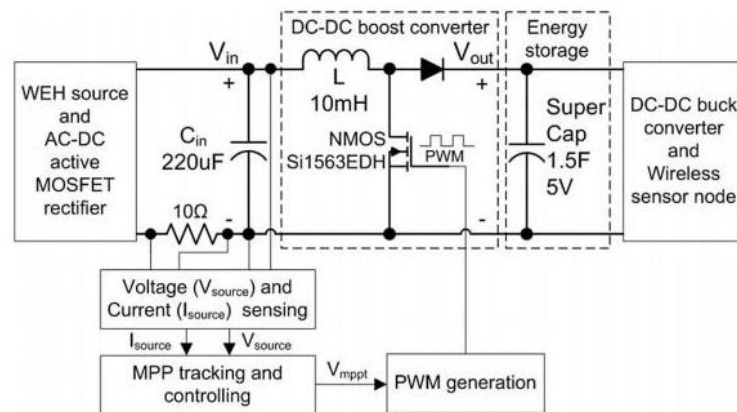 DC-DC boost converter
Energy
storage
V_in
+
L
10mH
V_out
+
WEH source
and
AC-DC
active
MOSFET
rectifier
C_in
220uF
NMOS
Si1563EDH
PWM
Super
Cap
1.5F
5V
DC-DC buck
converter
and
Wireless
sensor node
10Ω
-
-
Voltage (V_source) and
Current (I_source) sensing
I_source
V_source
MPP tracking and
controlling
V_mppt
PWM generation